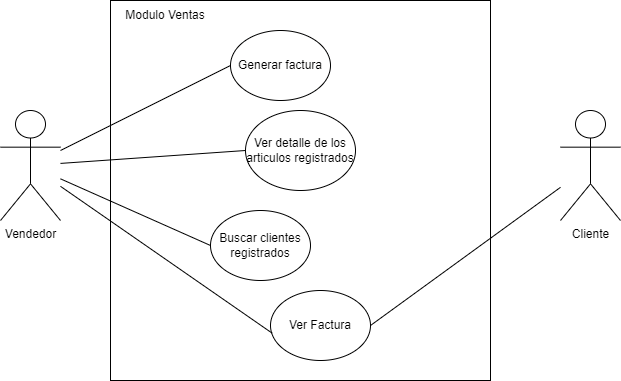 Modulo Ventas
Generar factura
Ver detalle de los
articulos registrados
Vendedor
Cliente
Buscar clientes
registrados
Ver Factura